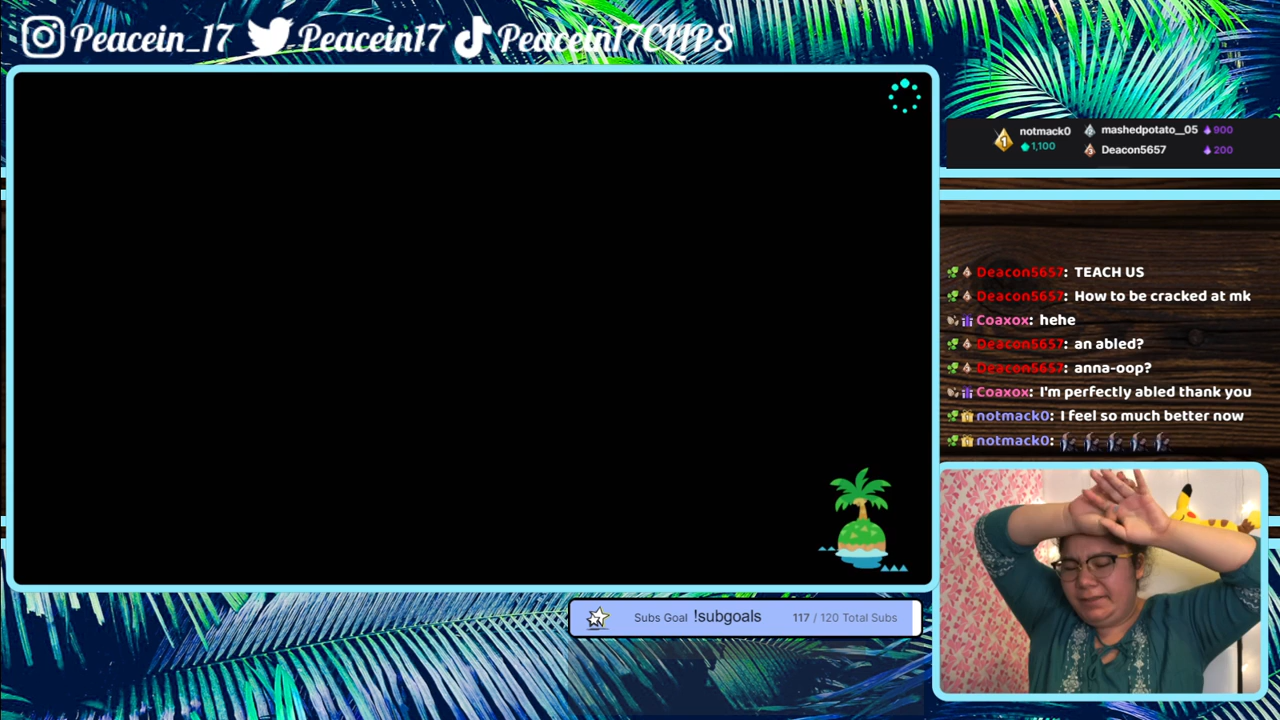 Peacein_17 Peacein17 Peacein17ClIPS
notmack0
1,100
mashedpotato__05 900
Deacon5657 200
Deacon5657: TEACH US
Deacon5657: How to be cracked at mk
Coaxox: hehe
Deacon5657: an abled?
Deacon5657: anna-oop?
Coaxox: I'm perfectly abled thank you
notmack0: I feel so much better now
notmack0:
Subs Goal !subgoals 117 / 120 Total Subs